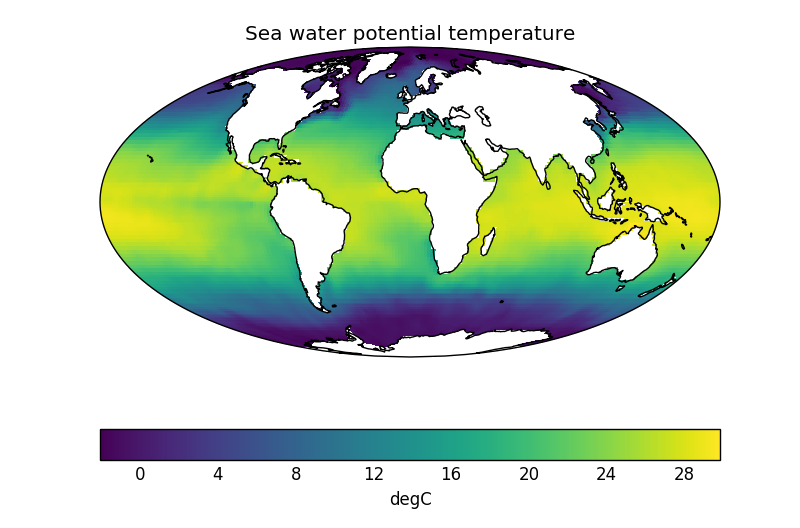 Sea water potential temperature
0 4 8 12 16 20 24 28
degC